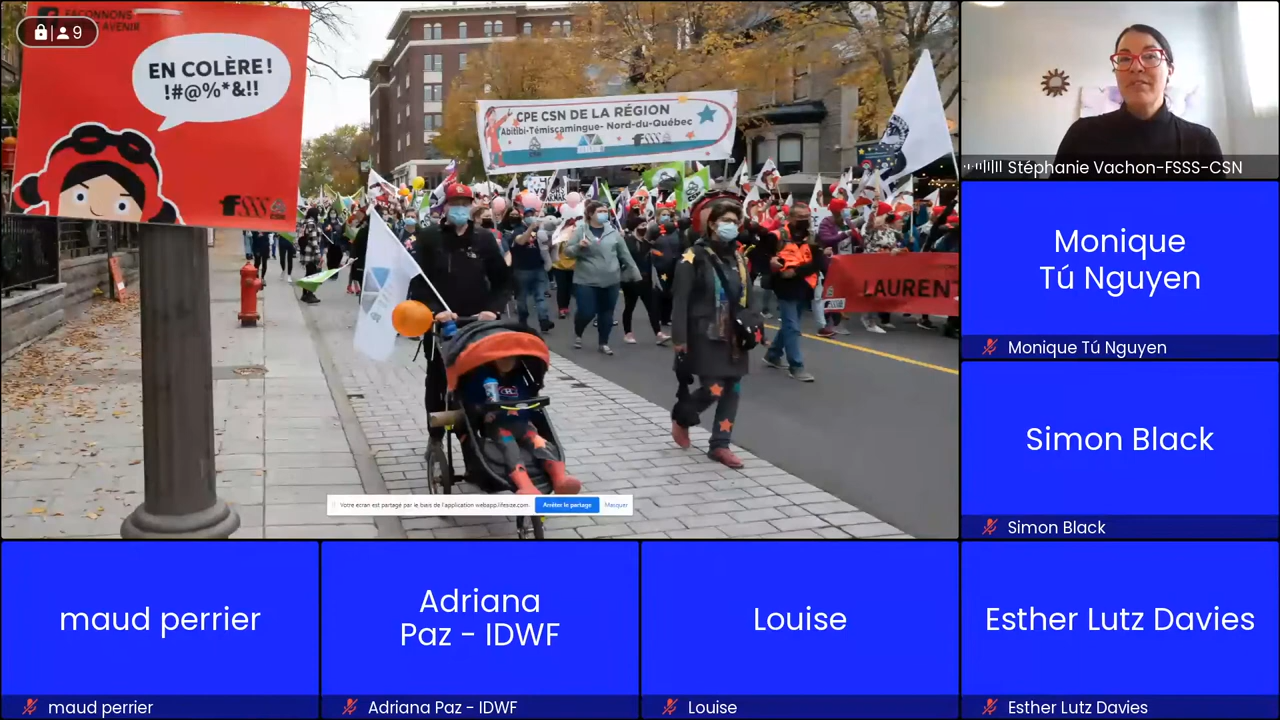 FAÇONNONS
AVENIR
9
EN COLÈRE!
!#@%*&!!
fsss
CPE CSN DE LA RÉGION
Abitibi-Témiscamingue- Nord-du-Québec
LAURENT
Votre écran est partagé par le biais de l'application webapp.lifesize.com.
Arrêter le partage
Masquer
Stéphanie Vachon-FSSS-CSN
Monique
Tú Nguyen
Monique Tú Nguyen
Simon Black
Simon Black
maud perrier
maud perrier
Adriana
Paz - IDWF
Adriana Paz - IDWF
Louise
Louise
Esther Lutz Davies
Esther Lutz Davies